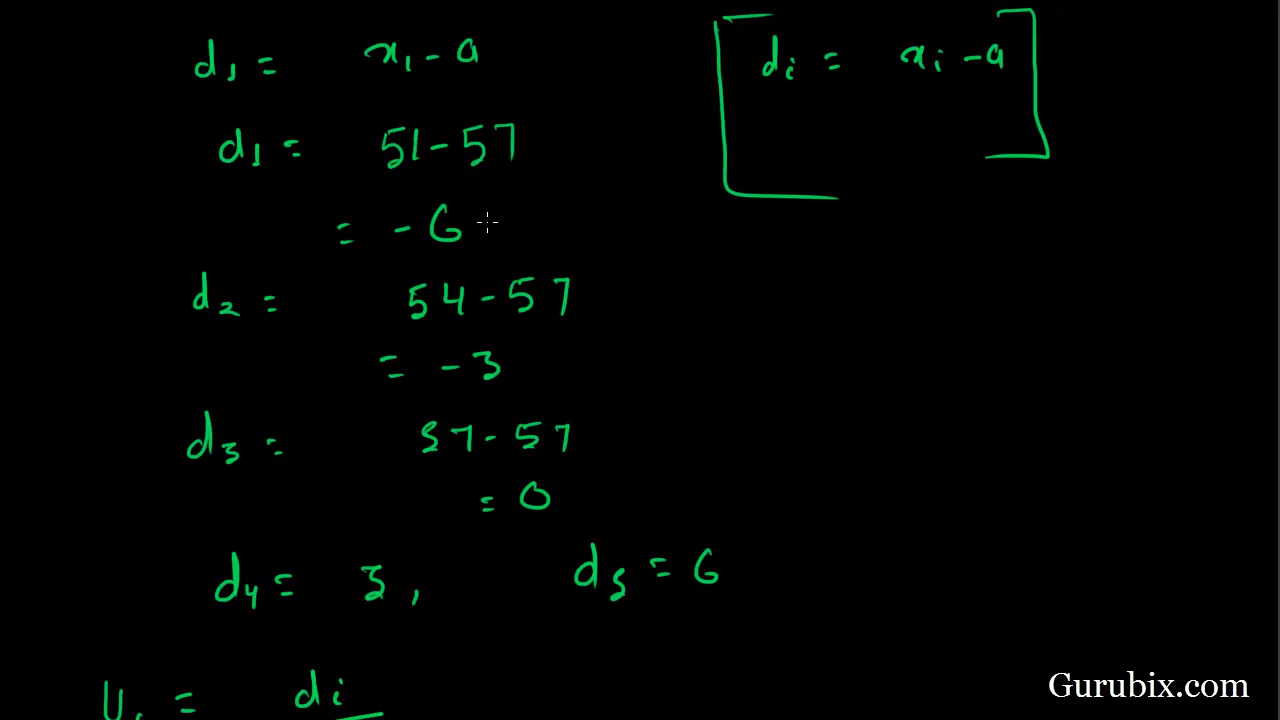 d₁ = x₁ - a
dᵢ = xᵢ - a
d₁ = 51 - 57
= - 6
d₂ = 54 - 57
= - 3
d₃ = 57 - 57
= 0
d₄ = 3 , d₅ = 6
Uᵢ = di
Gurubix.com